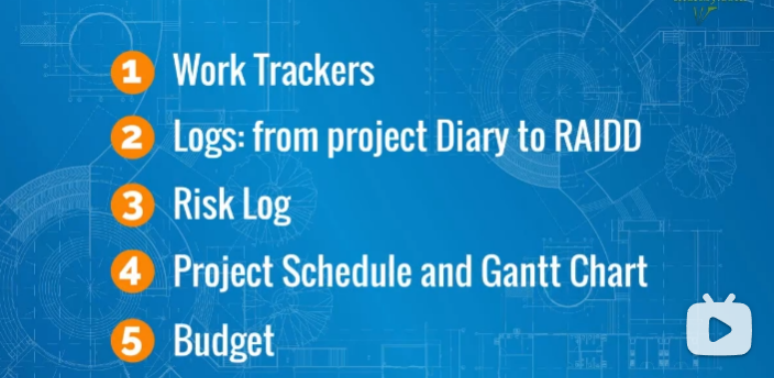 1 Work Trackers
2 Logs: from project Diary to RAIDD
3 Risk Log
4 Project Schedule and Gantt Chart
5 Budget